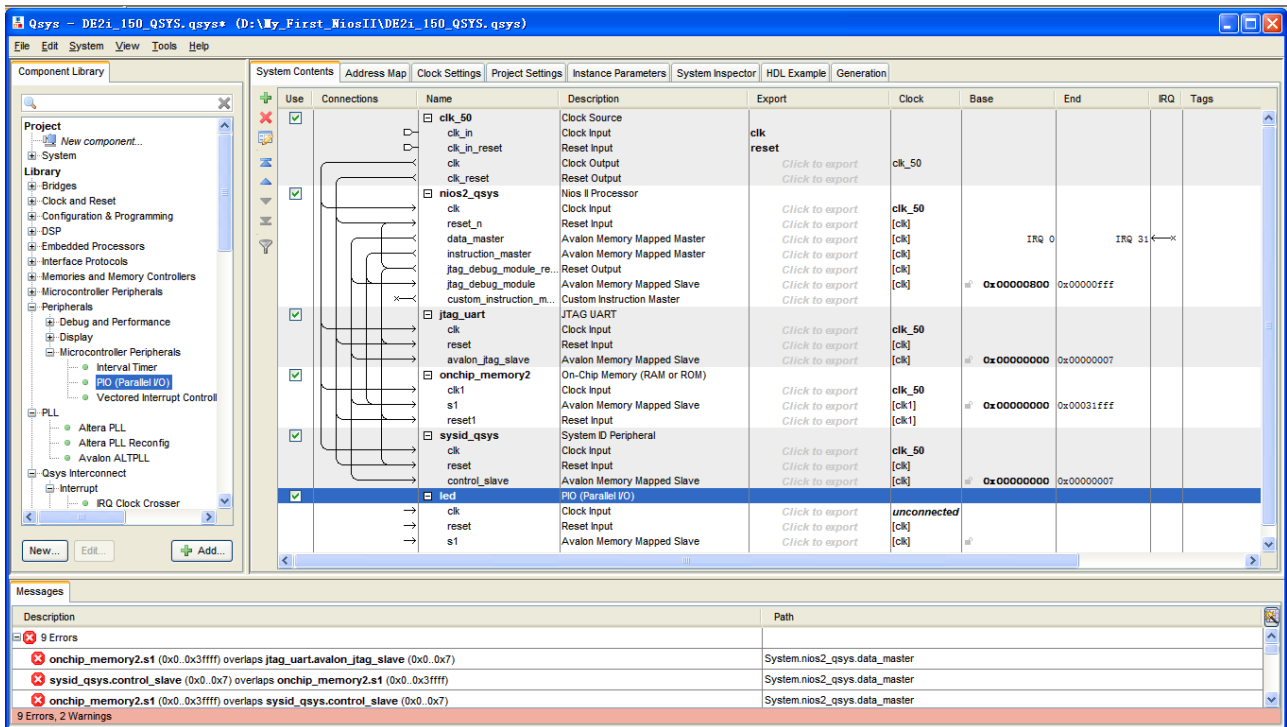 Qsys - DE2i_150_QSYS.qsys* (D:\My_First_NiosII\DE2i_150_QSYS.qsys)
File Edit System View Tools Help
Component Library
Project
New component...
System
Library
Bridges
Clock and Reset
Configuration & Programming
DSP
Embedded Processors
Interface Protocols
Memories and Memory Controllers
Microcontroller Peripherals
Peripherals
Debug and Performance
Display
Microcontroller Peripherals
Interval Timer
PIO (Parallel I/O)
Vectored Interrupt Controll
PLL
Altera PLL
Altera PLL Reconfig
Avalon ALTPLL
Qsys Interconnect
Interrupt
IRQ Clock Crosser
New... Edit... Add...
System Contents Address Map Clock Settings Project Settings Instance Parameters System Inspector HDL Example Generation
Use Connections Name Description Export Clock Base End IRQ Tags
clk_50 Clock Source
clk_in Clock Input clk
clk_in_reset Reset Input reset
clk Clock Output Click to export clk_50
clk_reset Reset Output Click to export
nios2_qsys Nios II Processor
clk Clock Input Click to export clk_50
reset_n Reset Input Click to export [clk]
data_master Avalon Memory Mapped Master Click to export [clk] IRQ 0 IRQ 31
instruction_master Avalon Memory Mapped Master Click to export [clk]
jtag_debug_module_re... Reset Output Click to export [clk]
jtag_debug_module Avalon Memory Mapped Slave Click to export [clk] 0x00000800 0x00000fff
custom_instruction_m... Custom Instruction Master Click to export
jtag_uart JTAG UART
clk Clock Input Click to export clk_50
reset Reset Input Click to export [clk]
avalon_jtag_slave Avalon Memory Mapped Slave Click to export [clk] 0x00000000 0x00000007
onchip_memory2 On-Chip Memory (RAM or ROM)
clk1 Clock Input Click to export clk_50
s1 Avalon Memory Mapped Slave Click to export [clk1] 0x00000000 0x00031fff
reset1 Reset Input Click to export [clk1]
sysid_qsys System ID Peripheral
clk Clock Input Click to export clk_50
reset Reset Input Click to export [clk]
control_slave Avalon Memory Mapped Slave Click to export [clk] 0x00000000 0x00000007
led PIO (Parallel I/O)
clk Clock Input Click to export unconnected
reset Reset Input Click to export [clk]
s1 Avalon Memory Mapped Slave Click to export [clk]
Messages
Description Path
9 Errors
onchip_memory2.s1 (0x0..0x3ffff) overlaps jtag_uart.avalon_jtag_slave (0x0..0x7) System.nios2_qsys.data_master
sysid_qsys.control_slave (0x0..0x7) overlaps onchip_memory2.s1 (0x0..0x3ffff) System.nios2_qsys.data_master
onchip_memory2.s1 (0x0..0x3ffff) overlaps sysid_qsys.control_slave (0x0..0x7) System.nios2_qsys.data_master
9 Errors, 2 Warnings